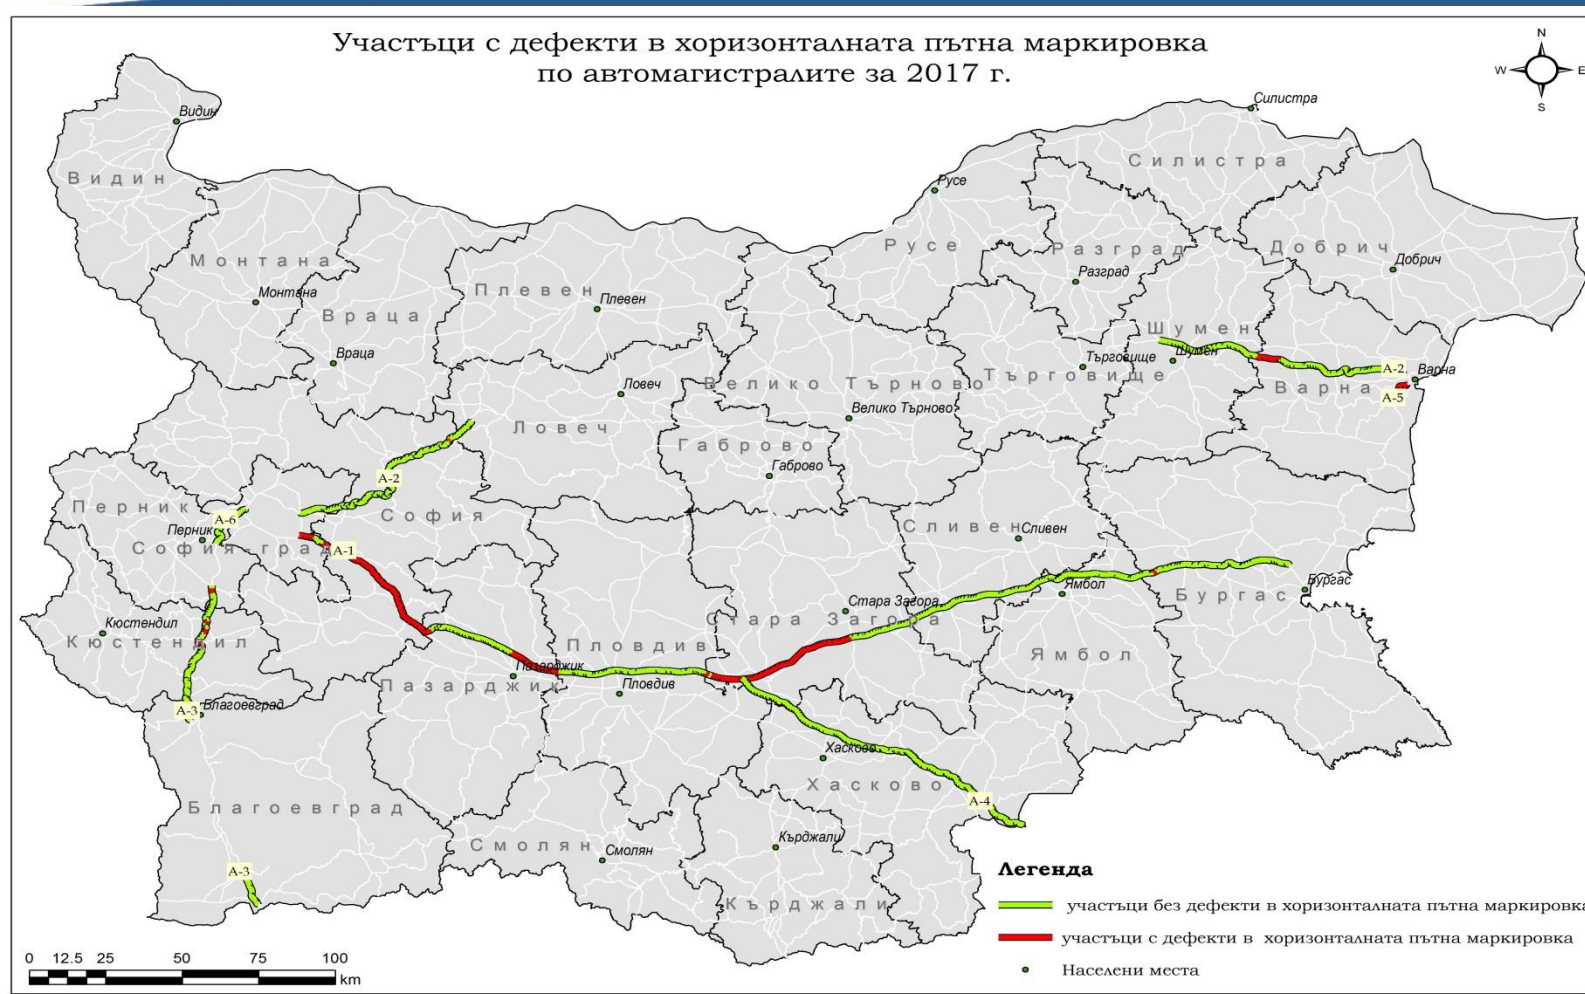 Участъци с дефекти в хоризонталната пътна маркировка
по автомагистралите за 2017 г.
N
W E
S
Силистра
Видин
Силистра
Видин
Русе
Русе
Добрич
Разград
Монтана
Добрич
Разград
Плевен
Монтана
Плевен
Враца
Шумен
Враца
Търговище
Шумен
А-2
Варна
Търговище
Велико Търново
Ловеч
Варна
А-5
Велико Търново
Ловеч
Габрово
Габрово
А-2
Перник
А-6
София
Сливен
Сливен
Перник
София-град
А-1
Ямбол
Бургас
Бургас
Стара Загора
Стара Загора
Кюстендил
Кюстендил
Пловдив
Ямбол
Пазарджик
Пазарджик
Пловдив
А-3
Благоевград
Хасково
Хасково
А-4
Благоевград
Кърджали
Смолян
Смолян
А-3
Кърджали
Легенда
участъци без дефекти в хоризонталната пътна маркировка
участъци с дефекти в хоризонталната пътна маркировка
Населени места
0 12.5 25 50 75 100
km